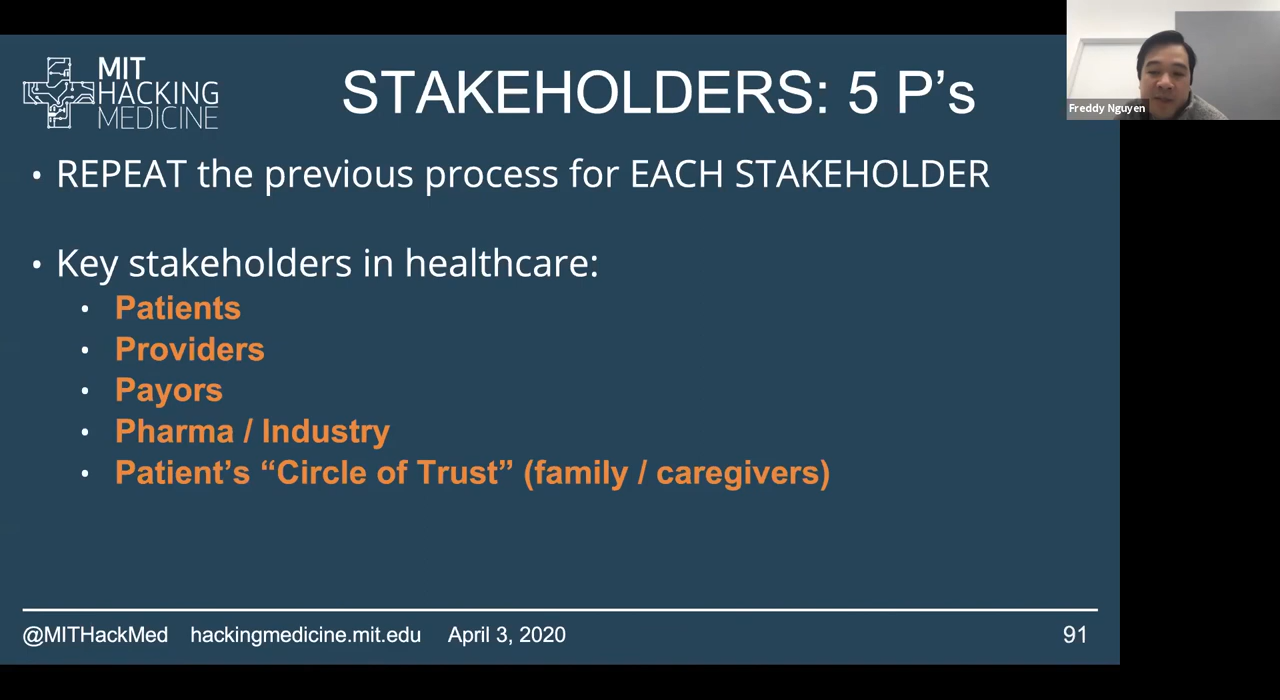 MIT
HACKING
MEDICINE
STAKEHOLDERS: 5 P’s
Freddy Nguyen
• REPEAT the previous process for EACH STAKEHOLDER
• Key stakeholders in healthcare:
• Patients
• Providers
• Payors
• Pharma / Industry
• Patient’s “Circle of Trust” (family / caregivers)
@MITHackMed hackingmedicine.mit.edu April 3, 2020 91